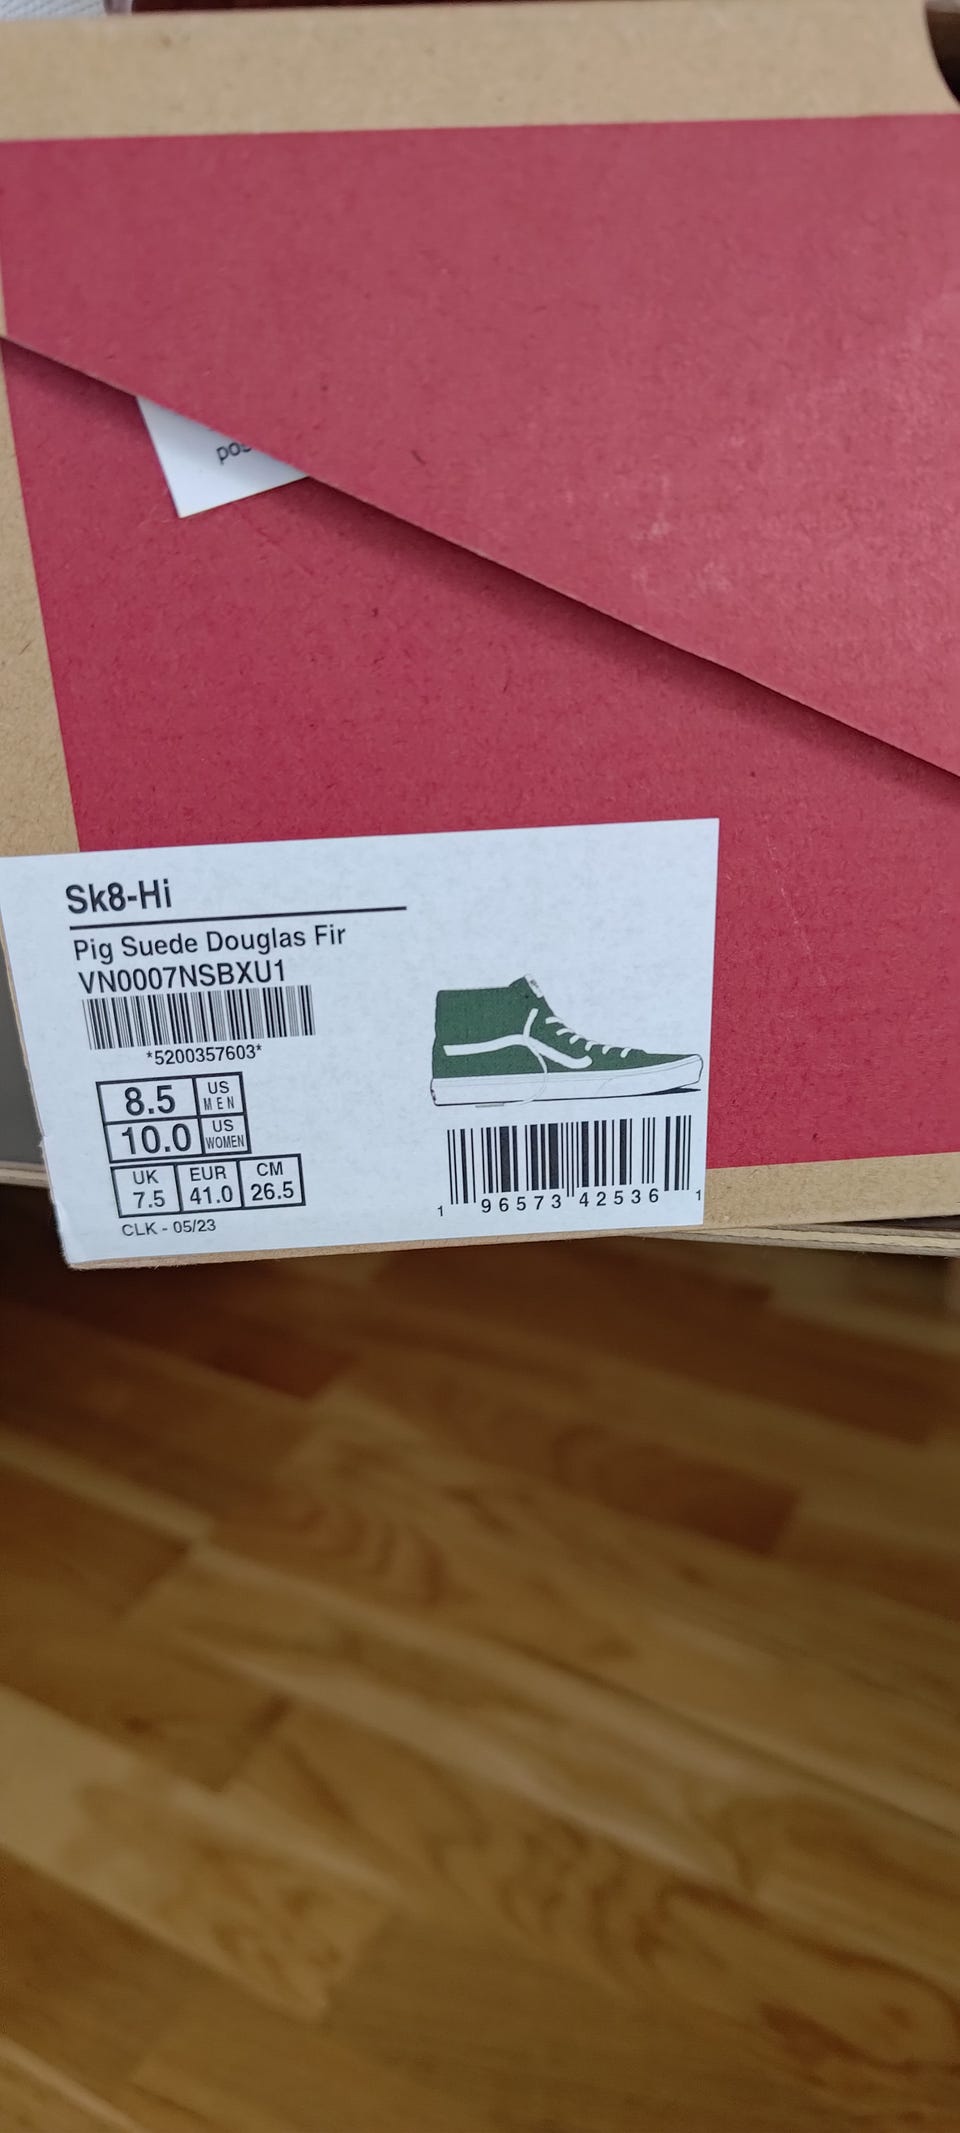 Sk8-Hi
Pig Suede Douglas Fir
VN0007NSBXU1
*5200357603*
8.5 US MEN
10.0 US WOMEN
UK 7.5
EUR 41.0
CM 26.5
CLK - 05/23
1 96573 42536 1